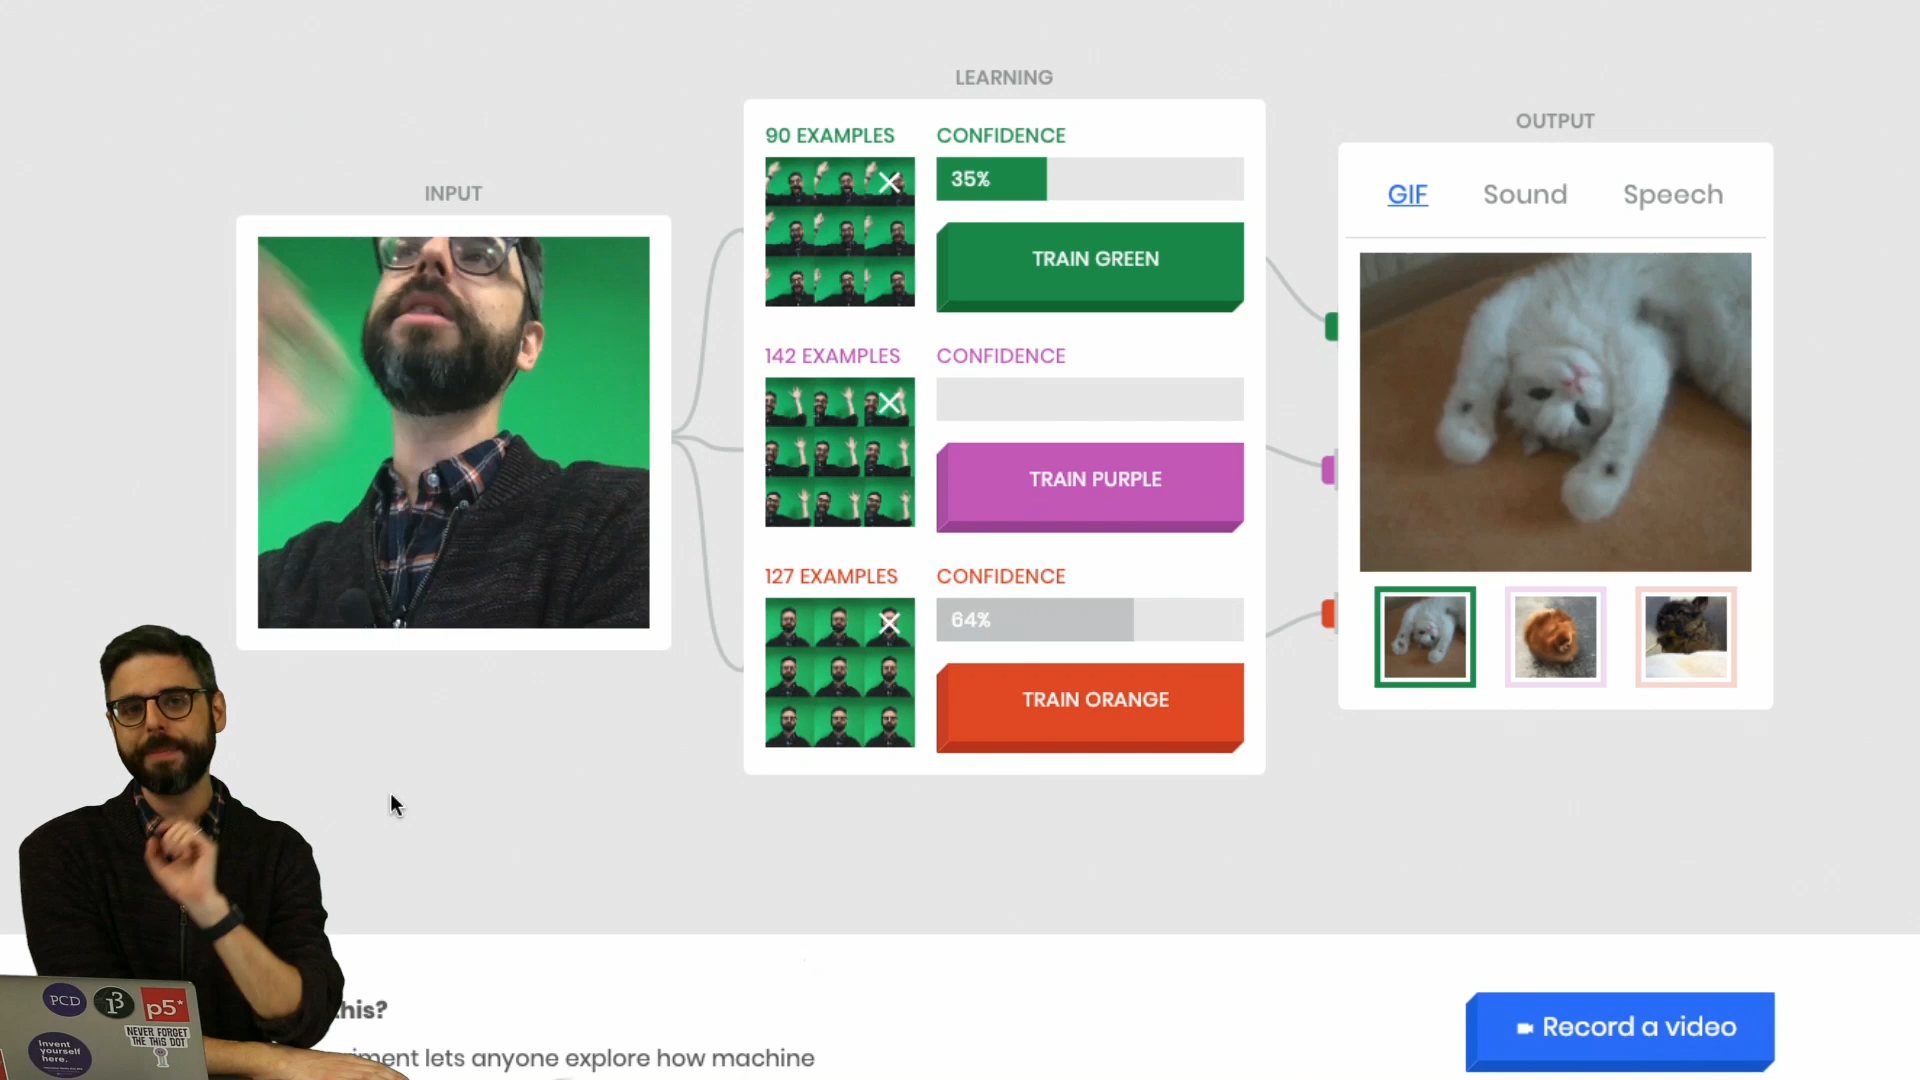 LEARNING
OUTPUT
INPUT
90 EXAMPLES
CONFIDENCE
35%
TRAIN GREEN
142 EXAMPLES
CONFIDENCE
TRAIN PURPLE
127 EXAMPLES
CONFIDENCE
64%
TRAIN ORANGE
GIF
Sound
Speech
PCD
p5*
NEVER FORGET
THE THIS DOT
Invent
yourself
here.
this?
iment lets anyone explore how machine
Record a video